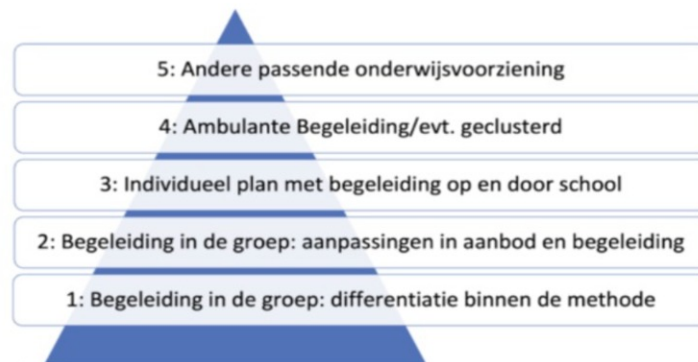 5: Andere passende onderwijsvoorziening
4: Ambulante Begeleiding/evt. geclusterd
3: Individueel plan met begeleiding op en door school
2: Begeleiding in de groep: aanpassingen in aanbod en begeleiding
1: Begeleiding in de groep: differentiatie binnen de methode